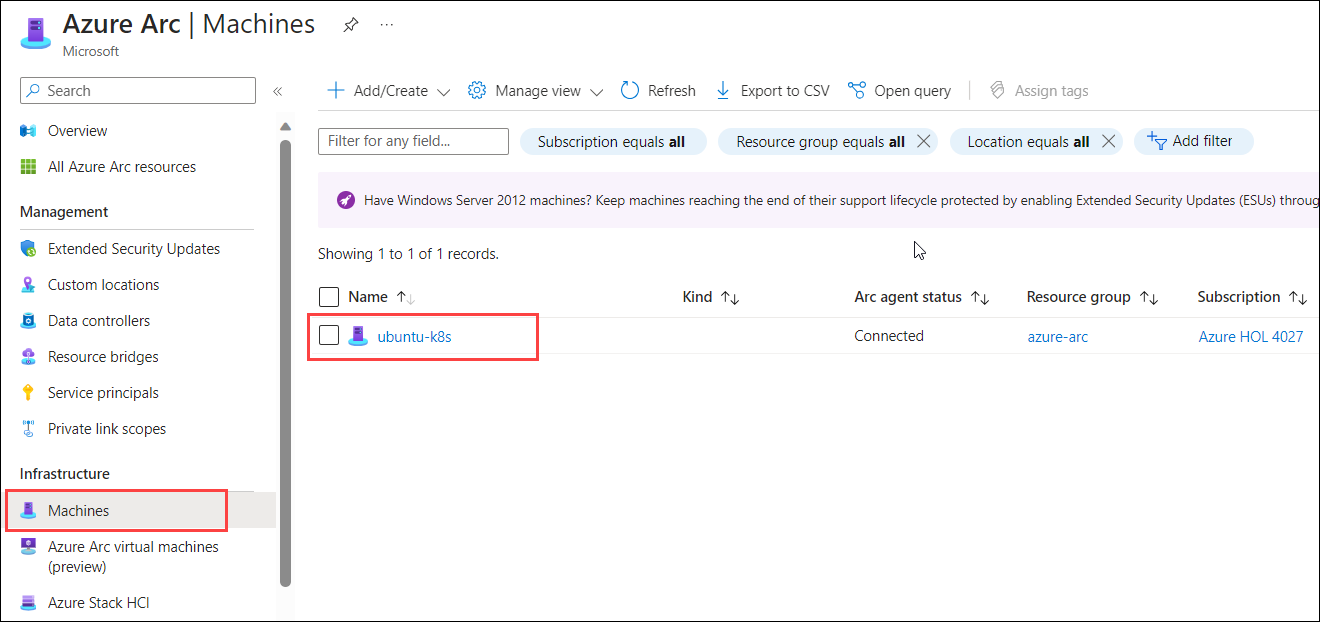 Azure Arc | Machines
Microsoft
Search
Overview
All Azure Arc resources
Management
Extended Security Updates
Custom locations
Data controllers
Resource bridges
Service principals
Private link scopes
Infrastructure
Machines
Azure Arc virtual machines
(preview)
Azure Stack HCI
Add/Create Manage view Refresh Export to CSV Open query Assign tags
Filter for any field... Subscription equals all Resource group equals all Location equals all Add filter
Have Windows Server 2012 machines? Keep machines reaching the end of their support lifecycle protected by enabling Extended Security Updates (ESUs) throug
Showing 1 to 1 of 1 records.
Name Kind Arc agent status Resource group Subscription
ubuntu-k8s Connected azure-arc Azure HOL 4027